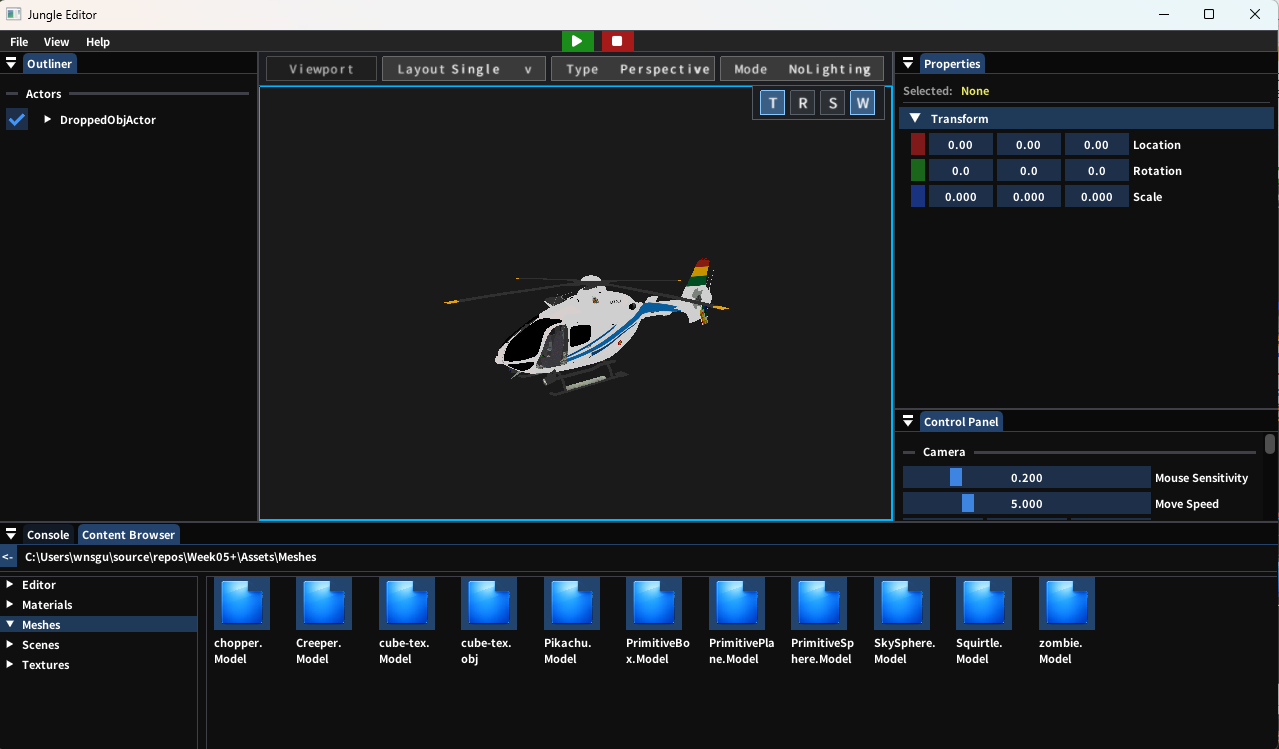 Jungle Editor
File View Help
Outliner
Actors
DroppedObjActor
Viewport
Layout Single v
Type Perspective
Mode NoLighting
T R S W
Properties
Selected: None
Transform
0.00 0.00 0.00 Location
0.0 0.0 0.0 Rotation
0.000 0.000 0.000 Scale
Control Panel
Camera
0.200 Mouse Sensitivity
5.000 Move Speed
Console Content Browser
<- C:\Users\wnsgu\source\repos\Week05+\Assets\Meshes
Editor
Materials
Meshes
Scenes
Textures
chopper.
Model
Creeper.
Model
cube-tex.
Model
cube-tex.
obj
Pikachu.
Model
PrimitiveBo
x.Model
PrimitivePla
ne.Model
PrimitiveSp
here.Model
SkySphere.
Model
Squirtle.
Model
zombie.
Model